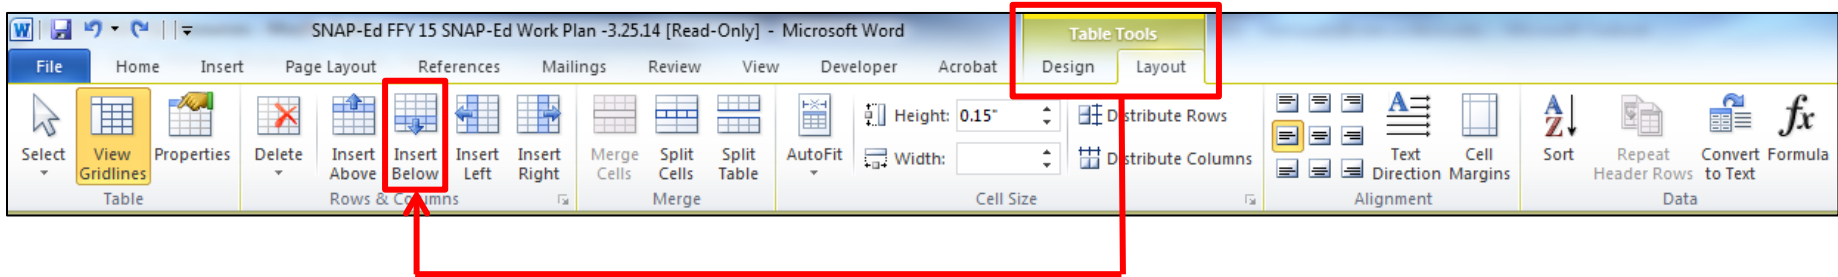 W SNAP-Ed FFY 15 SNAP-Ed Work Plan -3.25.14 [Read-Only] - Microsoft Word Table Tools
File Home Insert Page Layout References Mailings Review View Developer Acrobat Design Layout
Select
View
Gridlines
Properties
Table
Delete
Insert
Above
Insert
Below
Insert
Left
Insert
Right
Rows & Columns
Merge
Cells
Split
Cells
Split
Table
Merge
AutoFit
Height: 0.15"
Width:
Distribute Rows
Distribute Columns
Cell Size
Text
Direction
Cell
Margins
Alignment
Sort
Repeat
Header Rows
Convert
to Text
Formula
Data